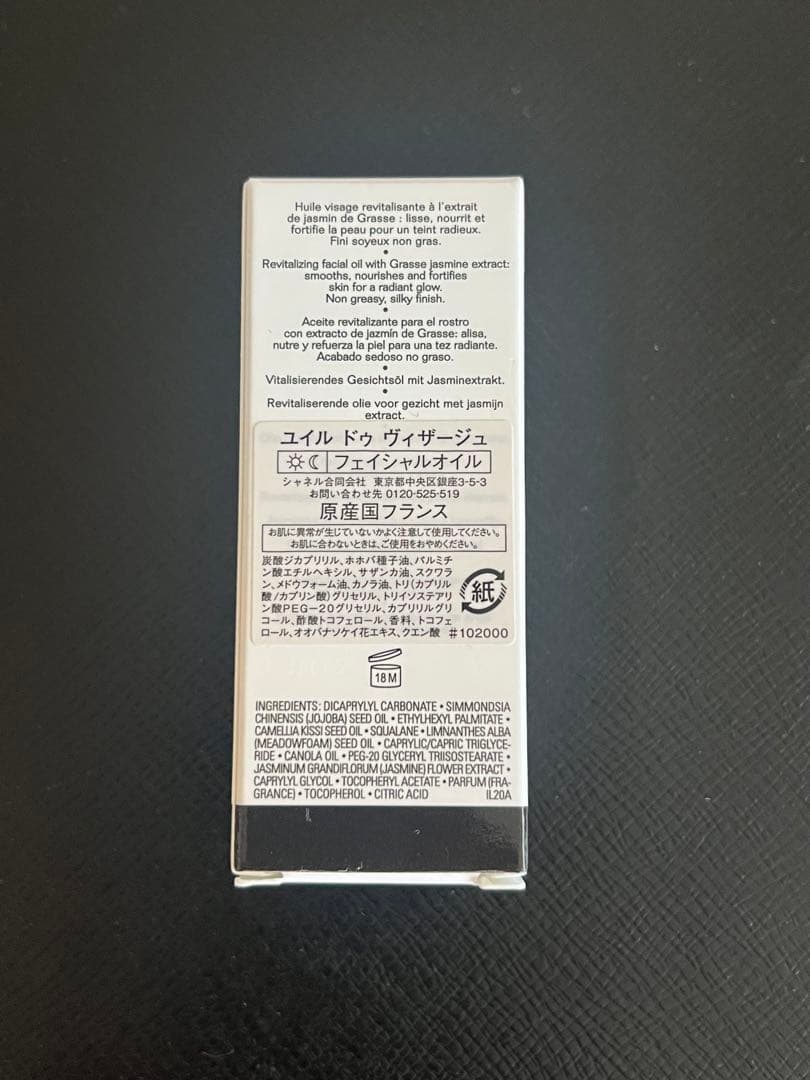 Huile visage revitalisante à l'extrait
de jasmin de Grasse : lisse, nourrit et
fortifie la peau pour un teint radieux.
Fini soyeux non gras.
•
Revitalizing facial oil with Grasse jasmine extract:
smooths, nourishes and fortifies
skin for a radiant glow.
Non greasy, silky finish.
•
Aceite revitalizante para el rostro
con extracto de jazmín de Grasse: alisa,
nutre y refuerza la piel para una tez radiante.
Acabado sedoso no graso.
•
Vitalisierendes Gesichtsöl mit Jasminextrakt.
•
Revitaliserende olie voor gezicht met jasmijn
extract.
ユイル ドゥ ヴィザージュ
フェイシャルオイル
シャネル合同会社 東京都中央区銀座3-5-3
お問い合わせ先 0120-525-519
原産国フランス
お肌に異常が生じていないかよく注意して使用してください。
お肌に合わないときは、ご使用をおやめください。
炭酸ジカプリリル、ホホバ種子油、パルミチ
ン酸エチルヘキシル、サザンカ油、スクワラ
ン、メドウフォーム油、カノラ油、トリ(カプリル
酸/カプリン酸)グリセリル、トリイソステアリ
ン酸PEG-20グリセリル、カプリリルグリ
コール、酢酸トコフェロール、香料、トコフェ
ロール、オオバナソケイ花エキス、クエン酸 #102000
紙
18 M
INGREDIENTS: DICAPRYLYL CARBONATE • SIMMONDSIA
CHINENSIS (JOJOBA) SEED OIL • ETHYLHEXYL PALMITATE •
CAMELLIA KISSI SEED OIL • SQUALANE • LIMNANTHES ALBA
(MEADOWFOAM) SEED OIL • CAPRYLIC/CAPRIC TRIGLYCE-
RIDE • CANOLA OIL • PEG-20 GLYCERYL TRIISOSTEARATE •
JASMINUM GRANDIFLORUM (JASMINE) FLOWER EXTRACT •
CAPRYLYL GLYCOL • TOCOPHERYL ACETATE • PARFUM (FRA-
GRANCE) • TOCOPHEROL • CITRIC ACID IL20A